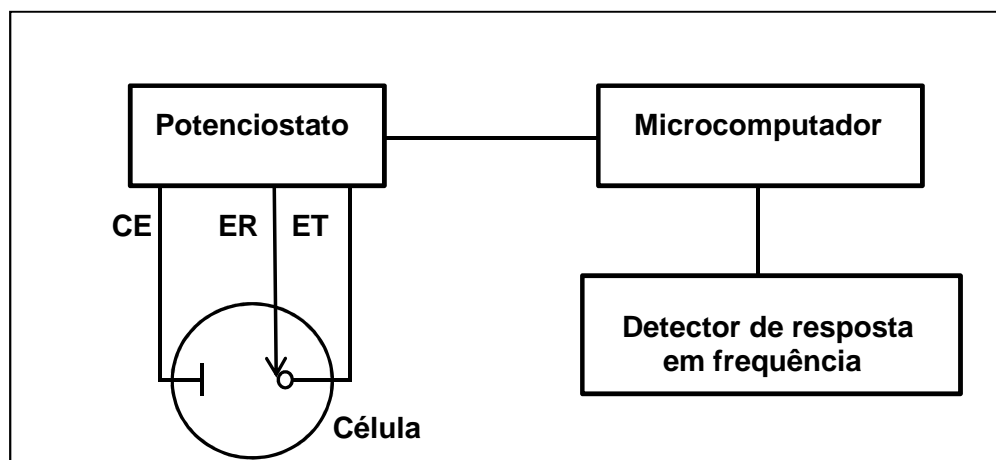 Potenciostato
Microcomputador
CE
ER
ET
Detector de resposta
em frequência
Célula